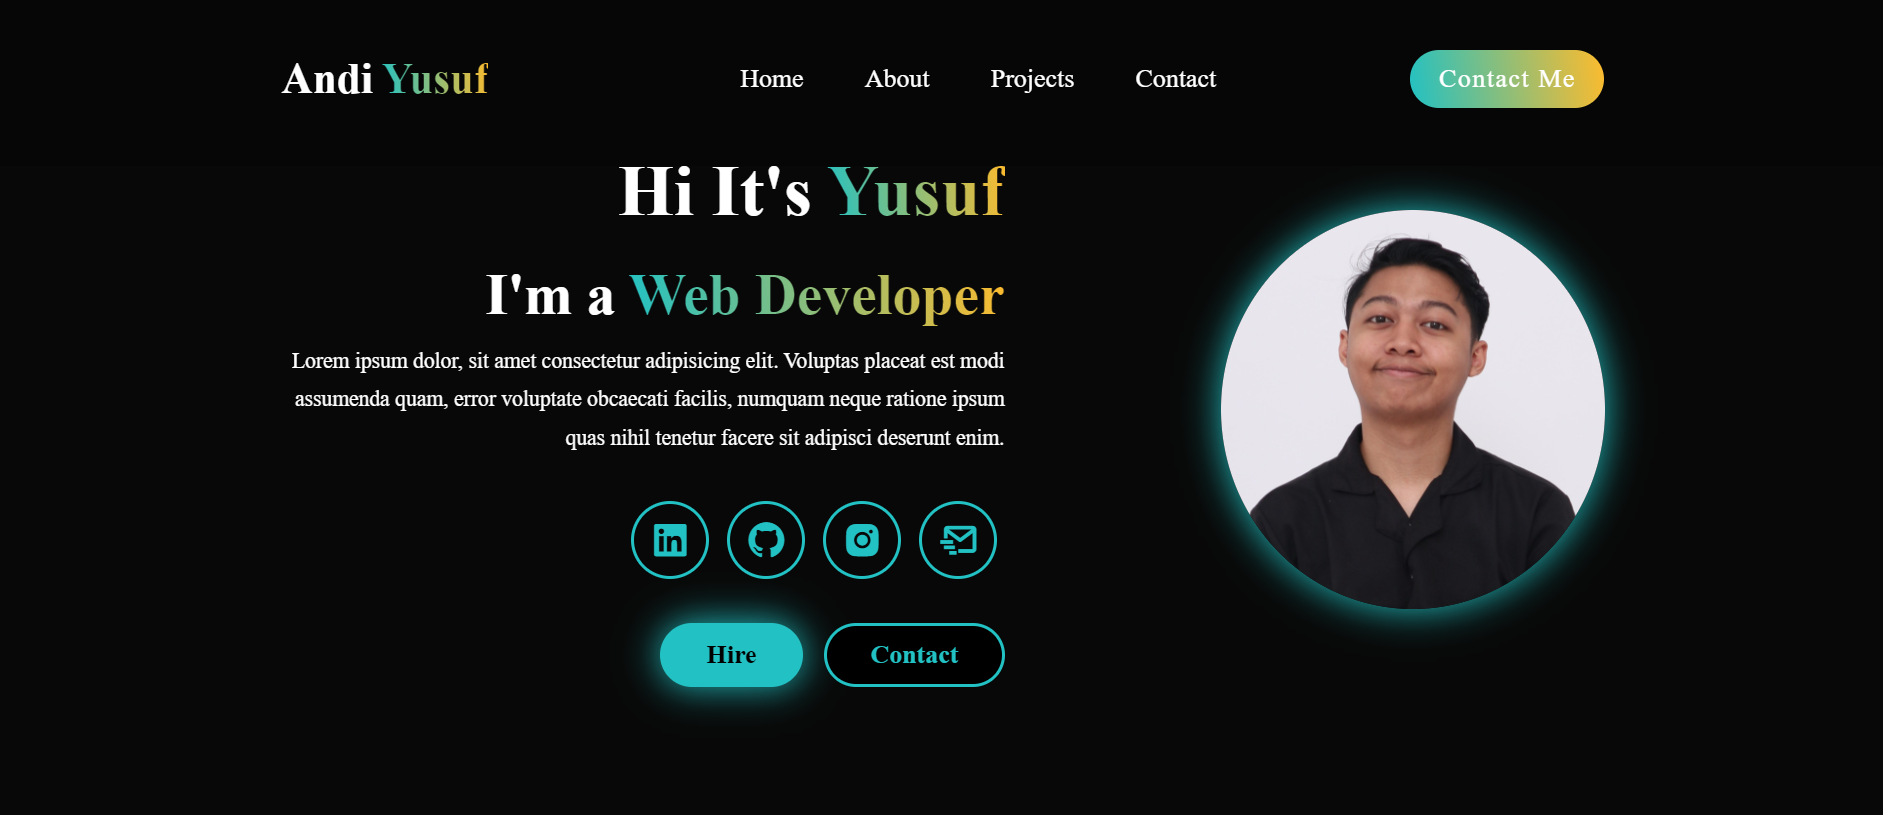 Andi Yusuf
Home
About
Projects
Contact
Contact Me
Hi It's Yusuf
I'm a Web Developer
Lorem ipsum dolor, sit amet consectetur adipisicing elit. Voluptas placeat est modi
assumenda quam, error voluptate obcaecati facilis, numquam neque ratione ipsum
quas nihil tenetur facere sit adipisci deserunt enim.
in
Hire
Contact